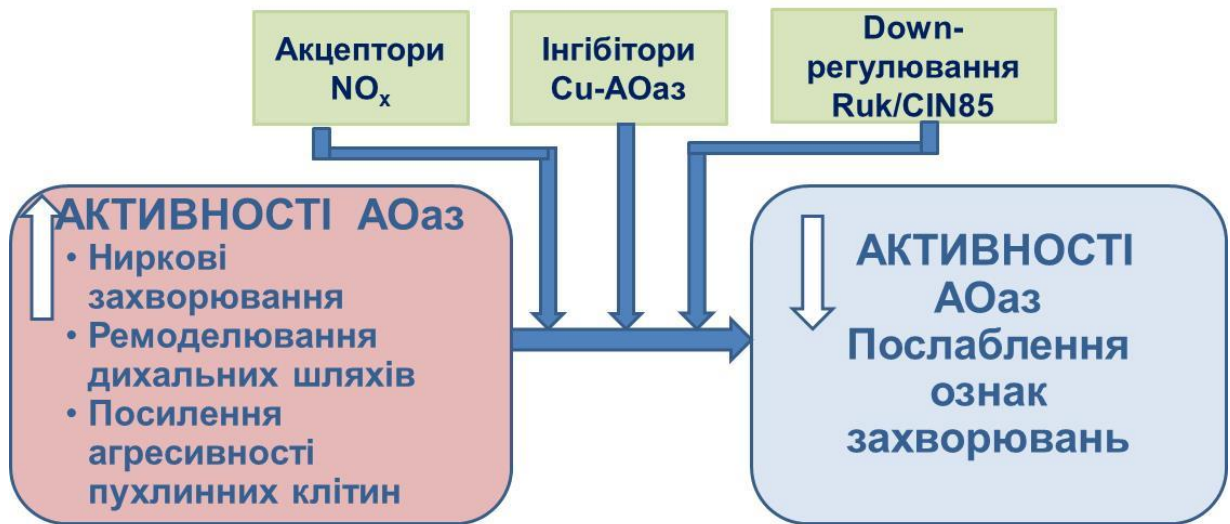 Акцептори
NOx
Інгібітори
Cu-АОаз
Down-
регулювання
Ruk/CIN85
АКТИВНОСТІ АОаз
• Ниркові
захворювання
• Ремоделювання
дихальних шляхів
• Посилення
агресивності
пухлинних клітин
АКТИВНОСТІ
АОаз
Послаблення
ознак
захворювань